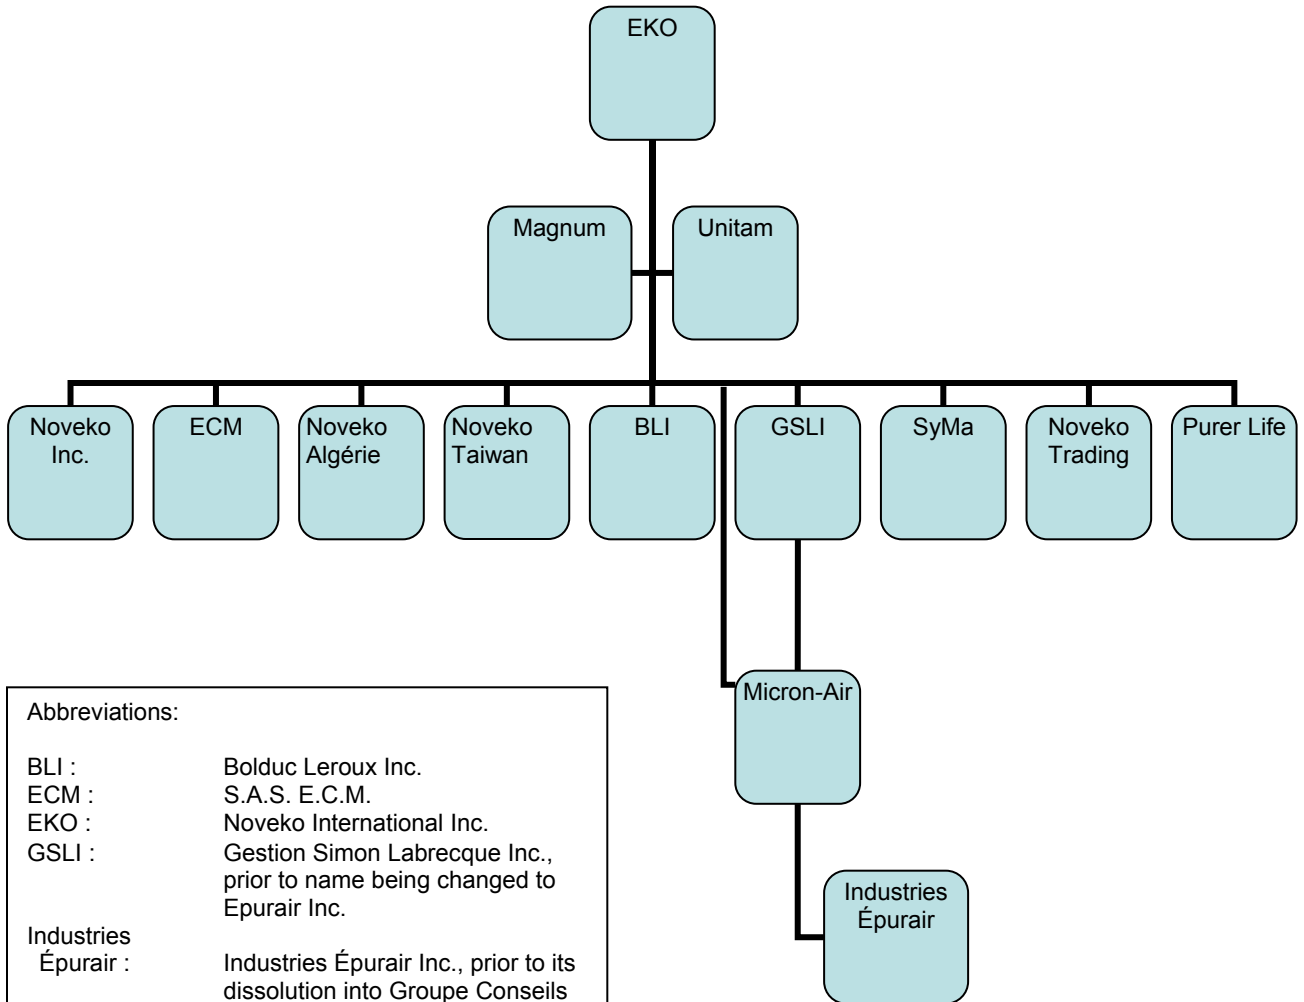 EKO
Magnum
Unitam
Noveko
Inc.
ECM
Noveko
Algérie
Noveko
Taiwan
BLI
GSLI
SyMa
Noveko
Trading
Purer Life
Micron-Air
Industries
Épurair
Abbreviations:
BLI : Bolduc Leroux Inc.
ECM : S.A.S. E.C.M.
EKO : Noveko International Inc.
GSLI : Gestion Simon Labrecque Inc.,
prior to name being changed to
Epurair Inc.
Industries
Épurair : Industries Épurair Inc., prior to its
dissolution into Groupe Conseils